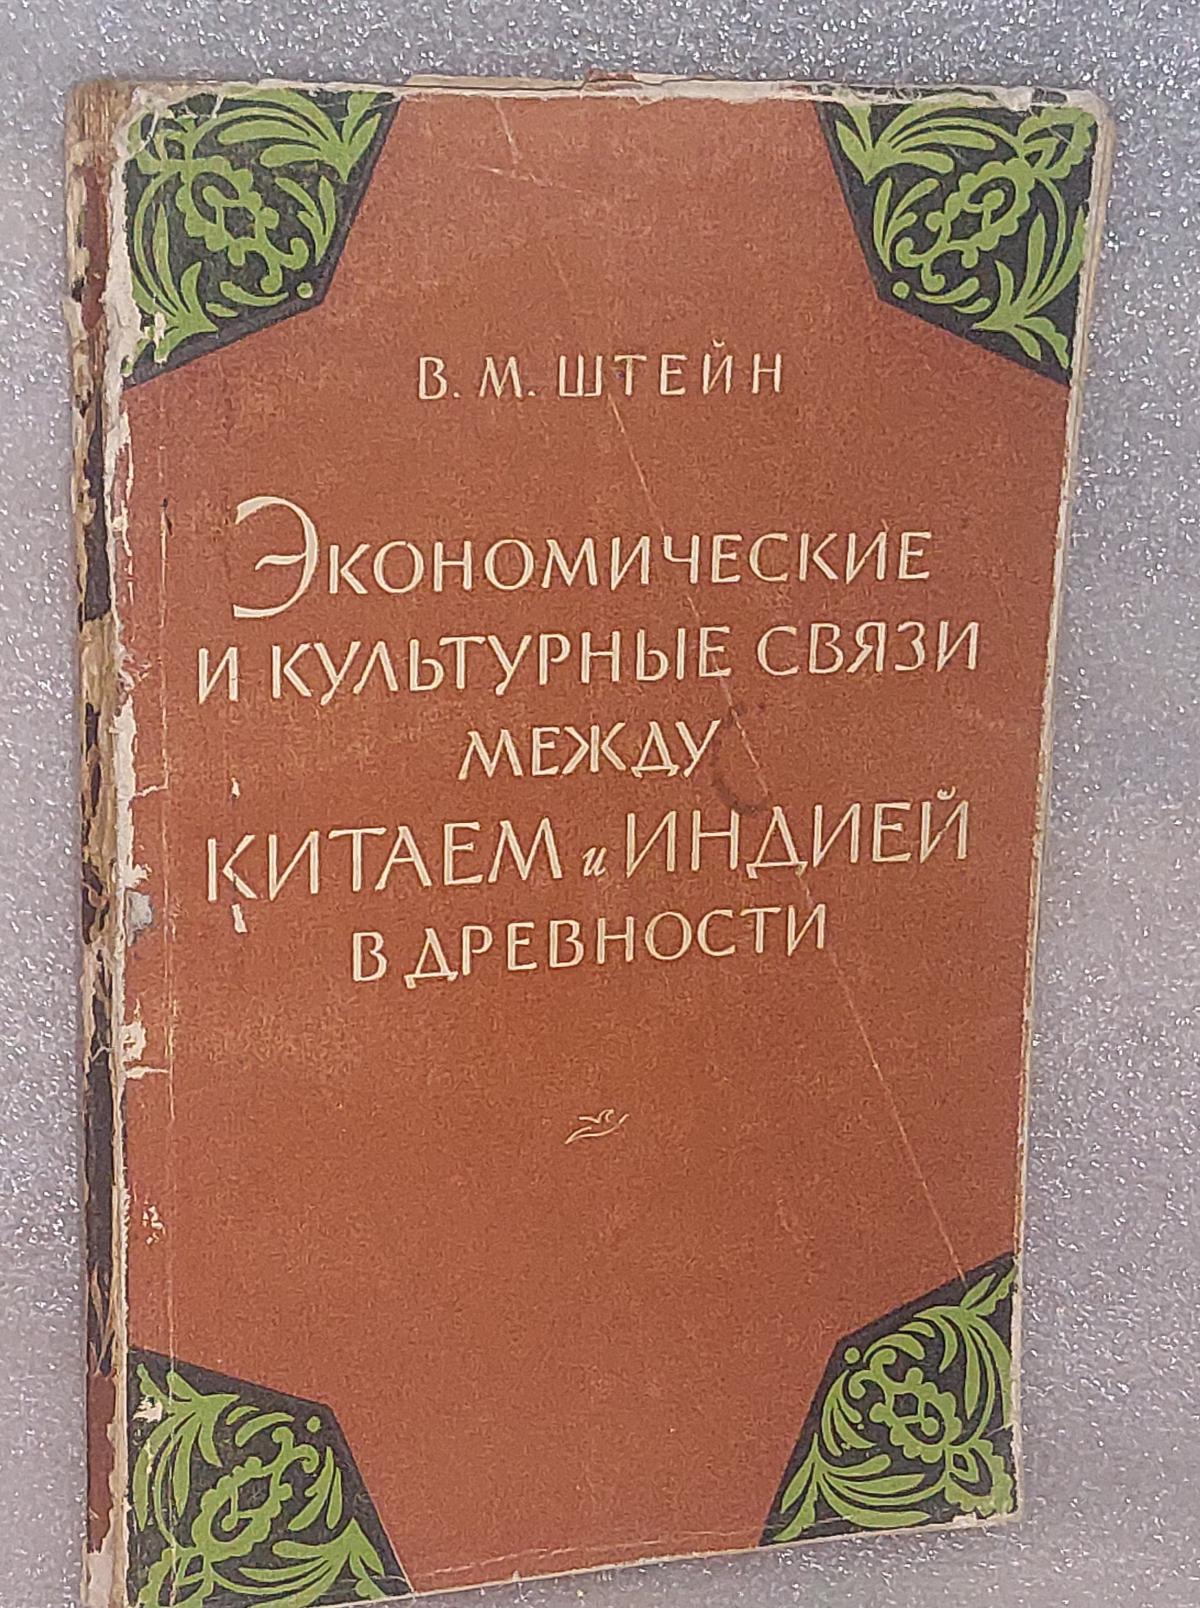 В. М. ШТЕЙН
ЭКОНОМИЧЕСКИЕ
И КУЛЬТУРНЫЕ СВЯЗИ
МЕЖДУ
КИТАЕМ и ИНДИЕЙ
В ДРЕВНОСТИ